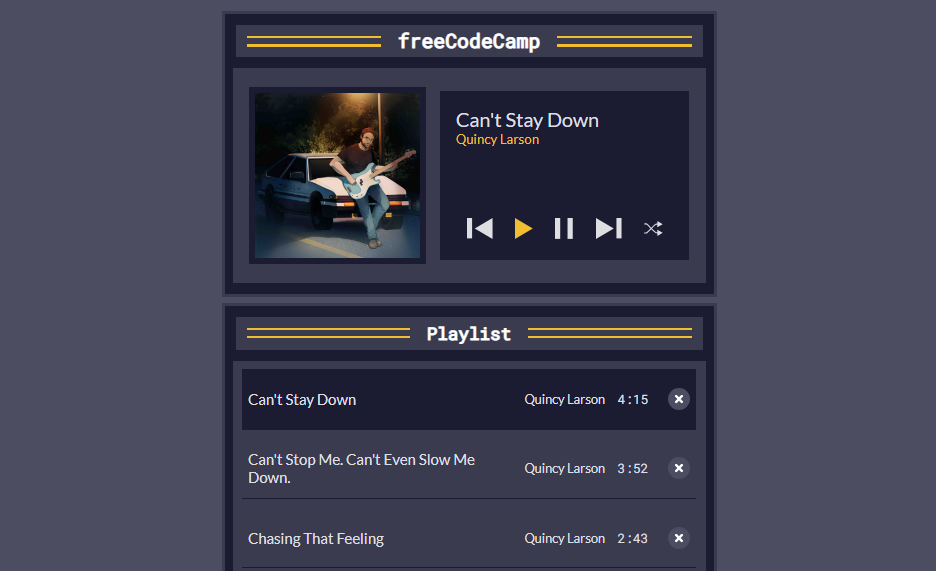 freeCodeCamp
Can't Stay Down
Quincy Larson
Playlist
Can't Stay Down Quincy Larson 4:15
Can't Stop Me. Can't Even Slow Me
Down. Quincy Larson 3:52
Chasing That Feeling Quincy Larson 2:43